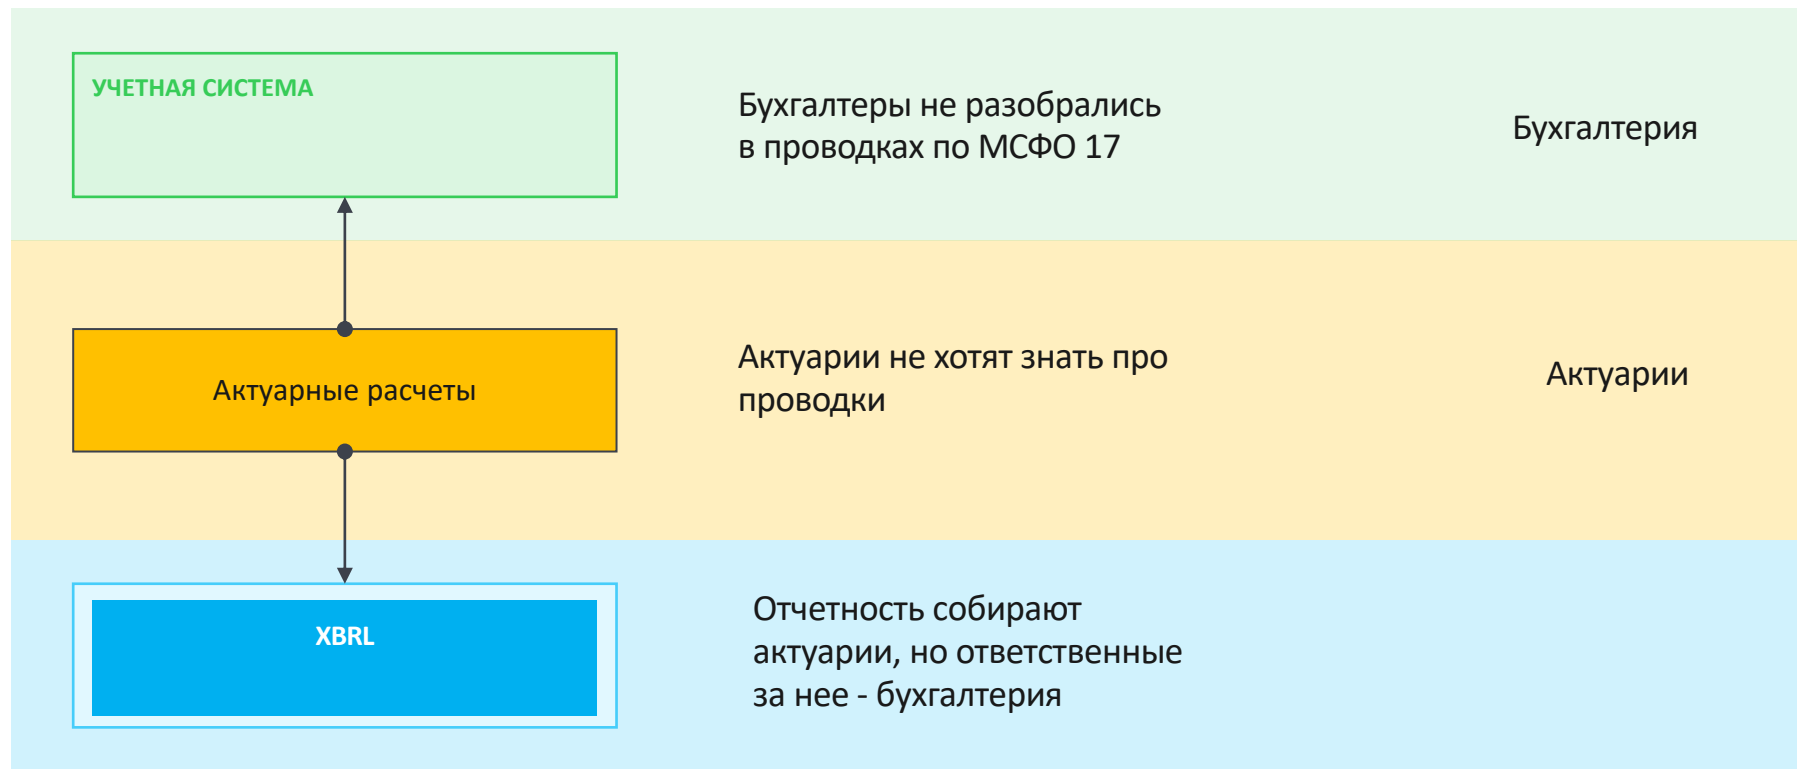 УЧЕТНАЯ СИСТЕМА
Бухгалтеры не разобрались
в проводках по МСФО 17
Бухгалтерия
Актуарные расчеты
Актуарии не хотят знать про
проводки
Актуарии
XBRL
Отчетность собирают
актуарии, но ответственные
за нее - бухгалтерия